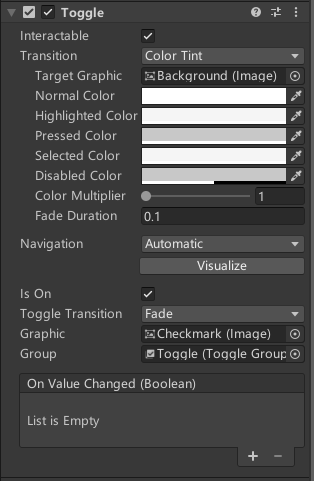 Toggle
Interactable
Transition Color Tint
Target Graphic Background (Image)
Normal Color
Highlighted Color
Pressed Color
Selected Color
Disabled Color
Color Multiplier 1
Fade Duration 0.1
Navigation Automatic
Visualize
Is On
Toggle Transition Fade
Graphic Checkmark (Image)
Group Toggle (Toggle Group
On Value Changed (Boolean)
List is Empty